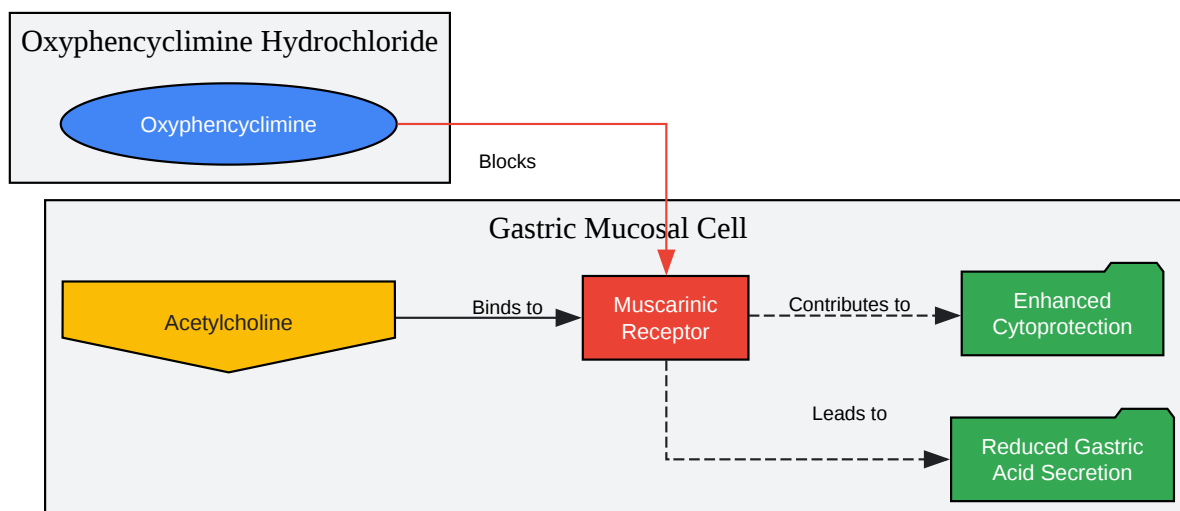 Oxyphencyclimine Hydrochloride
Oxyphencyclimine
Blocks
Gastric Mucosal Cell
Acetylcholine
Binds to
Muscarinic
Receptor
Contributes to
Enhanced
Cytoprotection
Leads to
Reduced Gastric
Acid Secretion